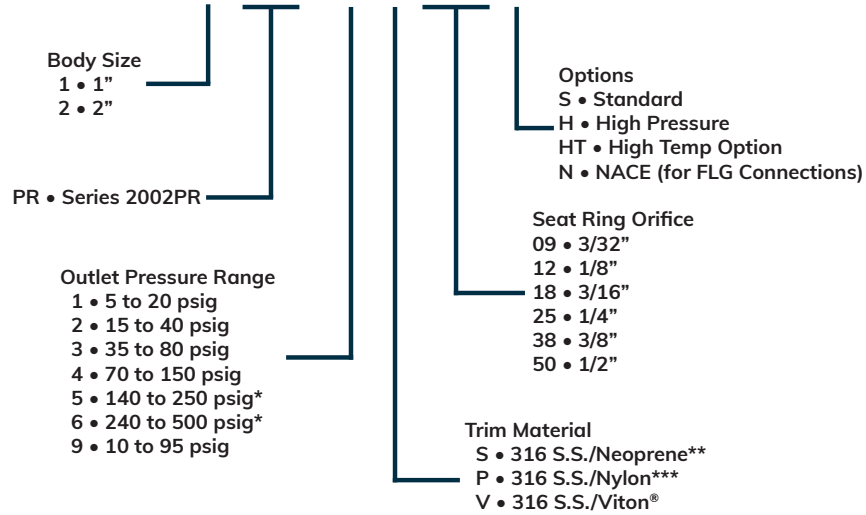 Body Size
1 • 1”
2 • 2”
PR • Series 2002PR
Outlet Pressure Range
1 • 5 to 20 psig
2 • 15 to 40 psig
3 • 35 to 80 psig
4 • 70 to 150 psig
5 • 140 to 250 psig*
6 • 240 to 500 psig*
9 • 10 to 95 psig
Options
S • Standard
H • High Pressure
HT • High Temp Option
N • NACE (for FLG Connections)
Seat Ring Orifice
09 • 3/32”
12 • 1/8”
18 • 3/16”
25 • 1/4”
38 • 3/8”
50 • 1/2”
Trim Material
S • 316 S.S./Neoprene**
P • 316 S.S./Nylon***
V • 316 S.S./Viton®